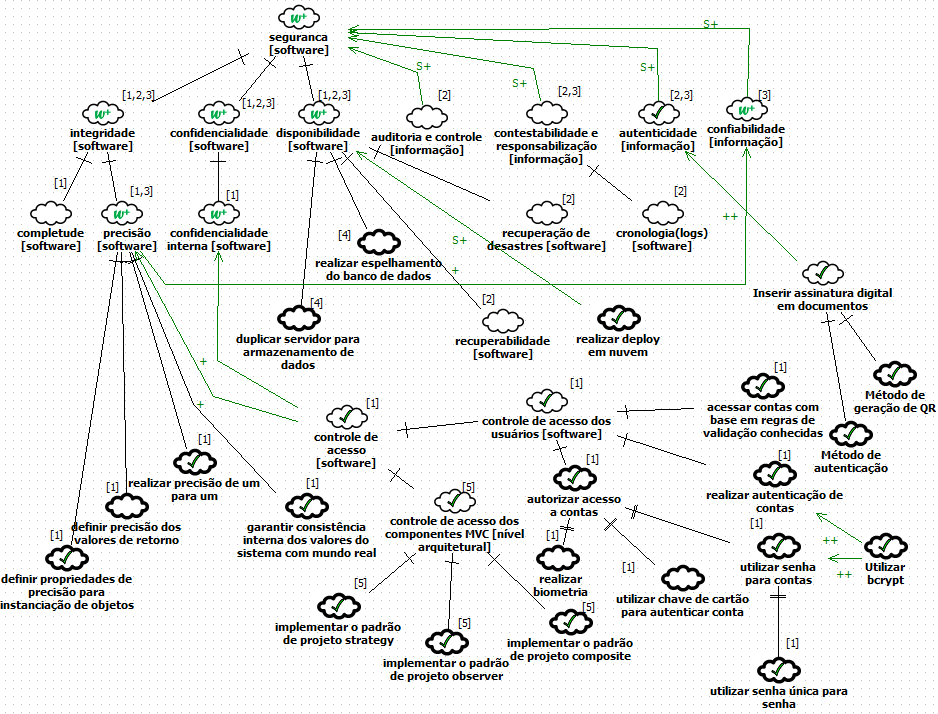 W+
seguranca
[software]
S+
S+
S+
S+
[1,2,3]
[1,2,3]
[1,2,3]
[2]
[2,3]
[2,3]
[3]
W+
W+
W+
W+
integridade
[software]
confidencialidade
[software]
disponibilidade
[software]
auditoria e controle
[informação]
contestabilidade e
responsabilização
[informação]
autenticidade
[informação]
confiabilidade
[informação]
[1]
[1,3]
[1]
[2]
[2]
W+
W+
completude
[software]
precisão
[software]
confidencialidade
interna [software]
[4]
realizar espelhamento
do banco de dados
recuperação de
desastres [software]
cronologia(logs)
[software]
++
S+
+
[4]
duplicar servidor para
armazenamento de
dados
[2]
recuperabilidade
[software]
realizar deploy
em nuvem
Inserir assinatura digital
em documentos
+
+
[1]
controle de
acesso
[software]
[1]
controle de acesso dos
usuários [software]
[1]
acessar contas com
base em regras de
validação conhecidas
Método de
geração de QR
Método de
autenticação
[1]
realizar precisão de um
para um
[1]
definir precisão dos
valores de retorno
[1]
garantir consistência
interna dos valores do
sistema com mundo real
[5]
controle de acesso dos
componentes MVC [nível
arquitetural]
[1]
autorizar acesso
a contas
[1]
realizar autenticação de
contas
[1]
definir propriedades de
precisão para
instanciação de objetos
[1]
realizar
biometria
[1]
utilizar chave de cartão
para autenticar conta
[1]
utilizar senha
para contas
++
++
Utilizar
bcrypt
[5]
implementar o padrão
de projeto strategy
[5]
implementar o padrão
de projeto observer
[5]
implementar o padrão
de projeto composite
[1]
utilizar senha única para
senha